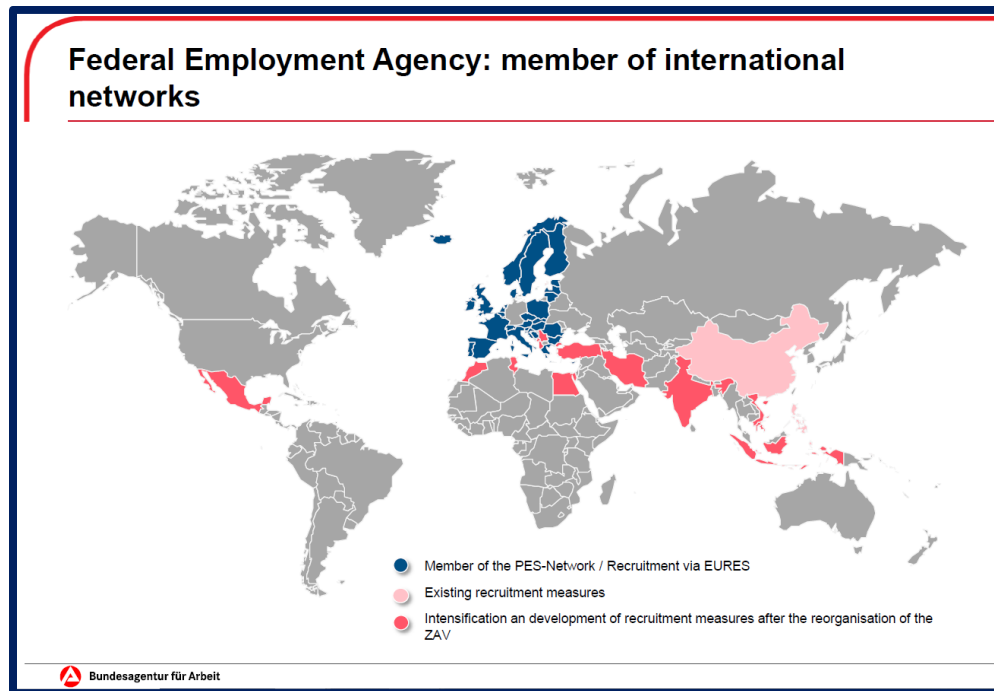 Federal Employment Agency: member of international
networks
Member of the PES-Network / Recruitment via EURES
Existing recruitment measures
Intensification an development of recruitment measures after the reorganisation of the
ZAV
Bundesagentur für Arbeit